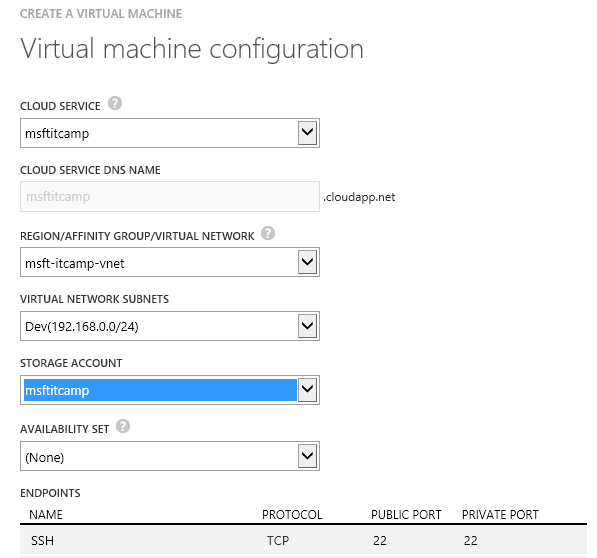 CREATE A VIRTUAL MACHINE
Virtual machine configuration
CLOUD SERVICE ?
msftitcamp
CLOUD SERVICE DNS NAME
msftitcamp .cloudapp.net
REGION/AFFINITY GROUP/VIRTUAL NETWORK ?
msft-itcamp-vnet
VIRTUAL NETWORK SUBNETS
Dev(192.168.0.0/24)
STORAGE ACCOUNT
msftitcamp
AVAILABILITY SET ?
(None)
ENDPOINTS
NAME PROTOCOL PUBLIC PORT PRIVATE PORT
SSH TCP 22 22